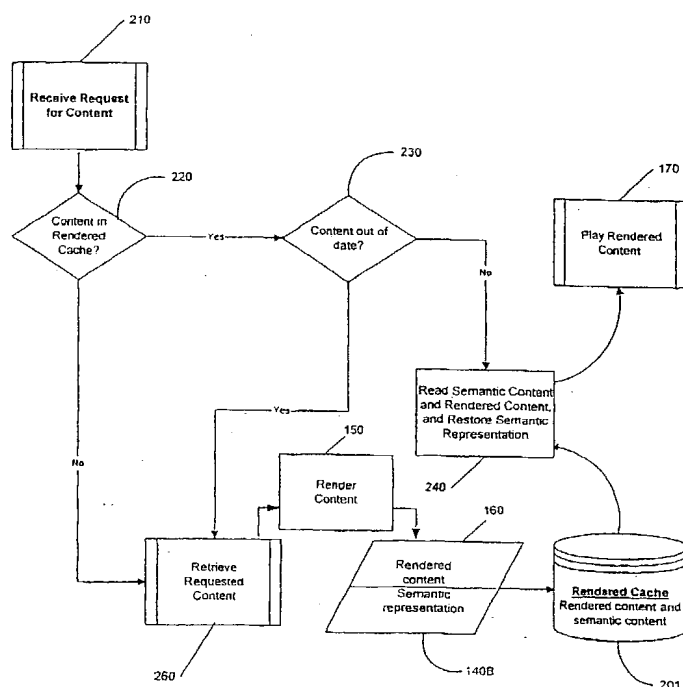 210
Receive Request
for Content
220
230
170
Content in
Rendered
Cache?
Yes
Content out of
date?
Play Rendered
Content
No
Read Semantic Content
and Rendered Content,
and Restore Semantic
Representation
Yes
150
240
No
Render
Content
160
Retrieve
Requested
Content
Rendered
content
Semantic
representation
Rendered Cache
Rendered content and
semantic content
260
140B
201